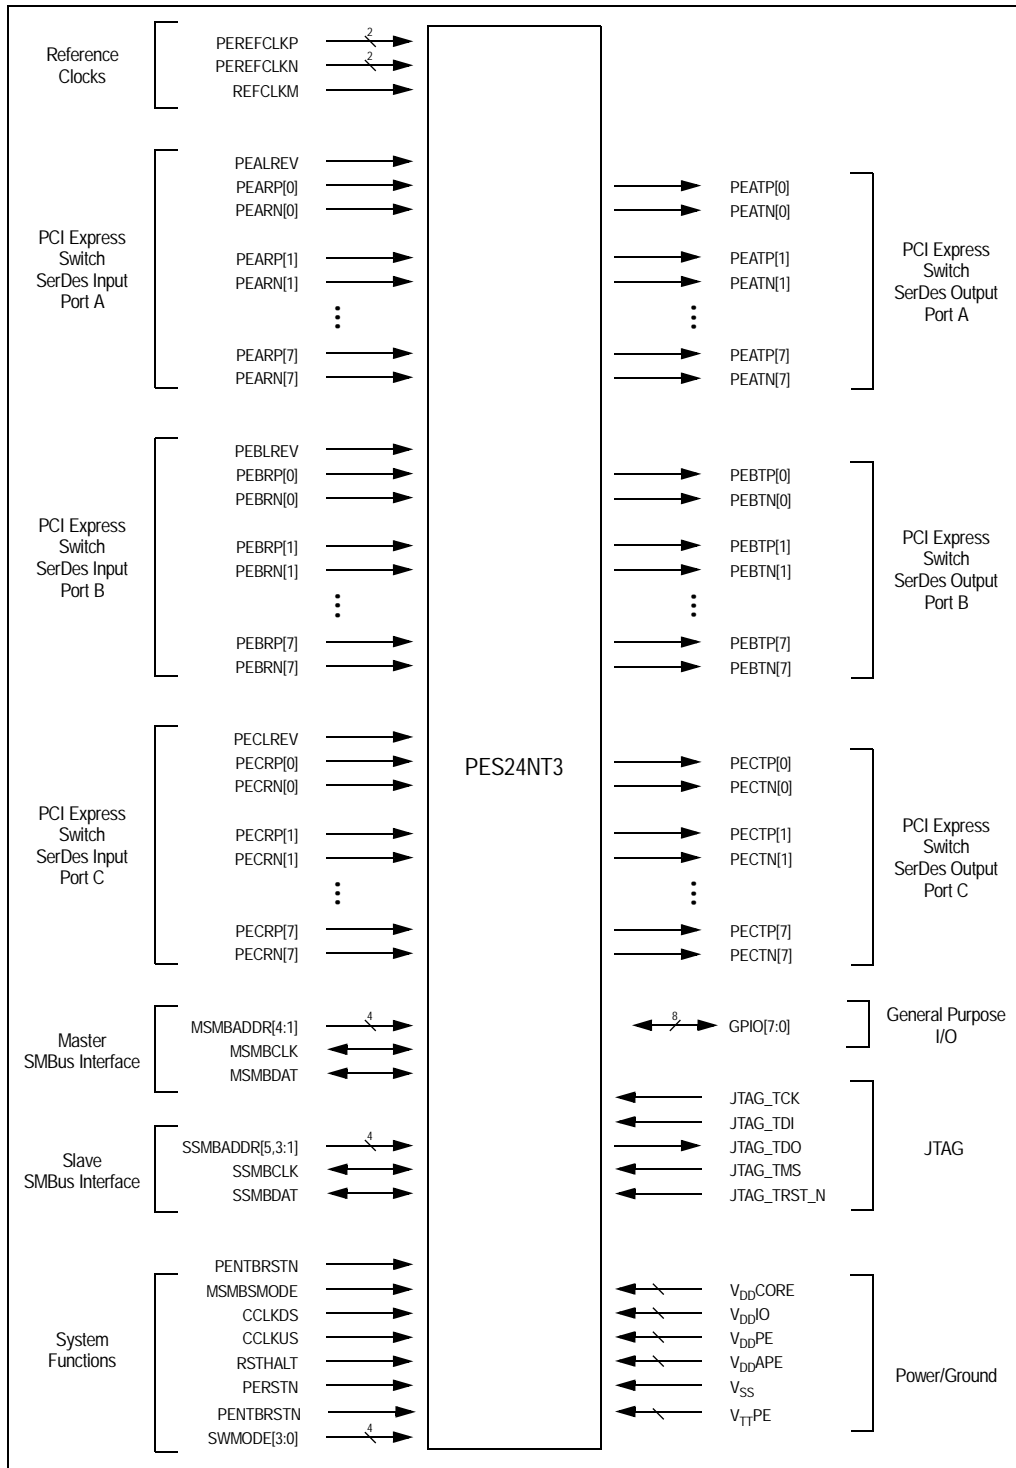 Reference
Clocks
PEREFCLKP
2
PEREFCLKN
2
REFCLKM
PCI Express
Switch
SerDes Input
Port A
PEALREV
PEARP[0]
PEARN[0]
PEARP[1]
PEARN[1]
PEARP[7]
PEARN[7]
PEATP[0]
PEATN[0]
PEATP[1]
PEATN[1]
PEATP[7]
PEATN[7]
PCI Express
Switch
SerDes Output
Port A
PCI Express
Switch
SerDes Input
Port B
PEBLREV
PEBRP[0]
PEBRN[0]
PEBRP[1]
PEBRN[1]
PEBRP[7]
PEBRN[7]
PEBTP[0]
PEBTN[0]
PEBTP[1]
PEBTN[1]
PEBTP[7]
PEBTN[7]
PCI Express
Switch
SerDes Output
Port B
PCI Express
Switch
SerDes Input
Port C
PECLREV
PECRP[0]
PECRN[0]
PECRP[1]
PECRN[1]
PECRP[7]
PECRN[7]
PES24NT3
PECTP[0]
PECTN[0]
PECTP[1]
PECTN[1]
PECTP[7]
PECTN[7]
PCI Express
Switch
SerDes Output
Port C
Master
SMBus Interface
MSMBADDR[4:1]
4
MSMBCLK
MSMBDAT
8
GPIO[7:0]
General Purpose
I/O
Slave
SMBus Interface
SSMBADDR[5,3:1]
4
SSMBCLK
SSMBDAT
JTAG_TCK
JTAG_TDI
JTAG_TDO
JTAG_TMS
JTAG_TRST_N
JTAG
System
Functions
PENTBRSTN
MSMBSMODE
CCLKDS
CCLKUS
RSTHALT
PERSTN
PENTBRSTN
SWMODE[3:0]
4
VDDCORE
VDDIO
VDDPE
VDDAPE
VSS
VTTPE
Power/Ground